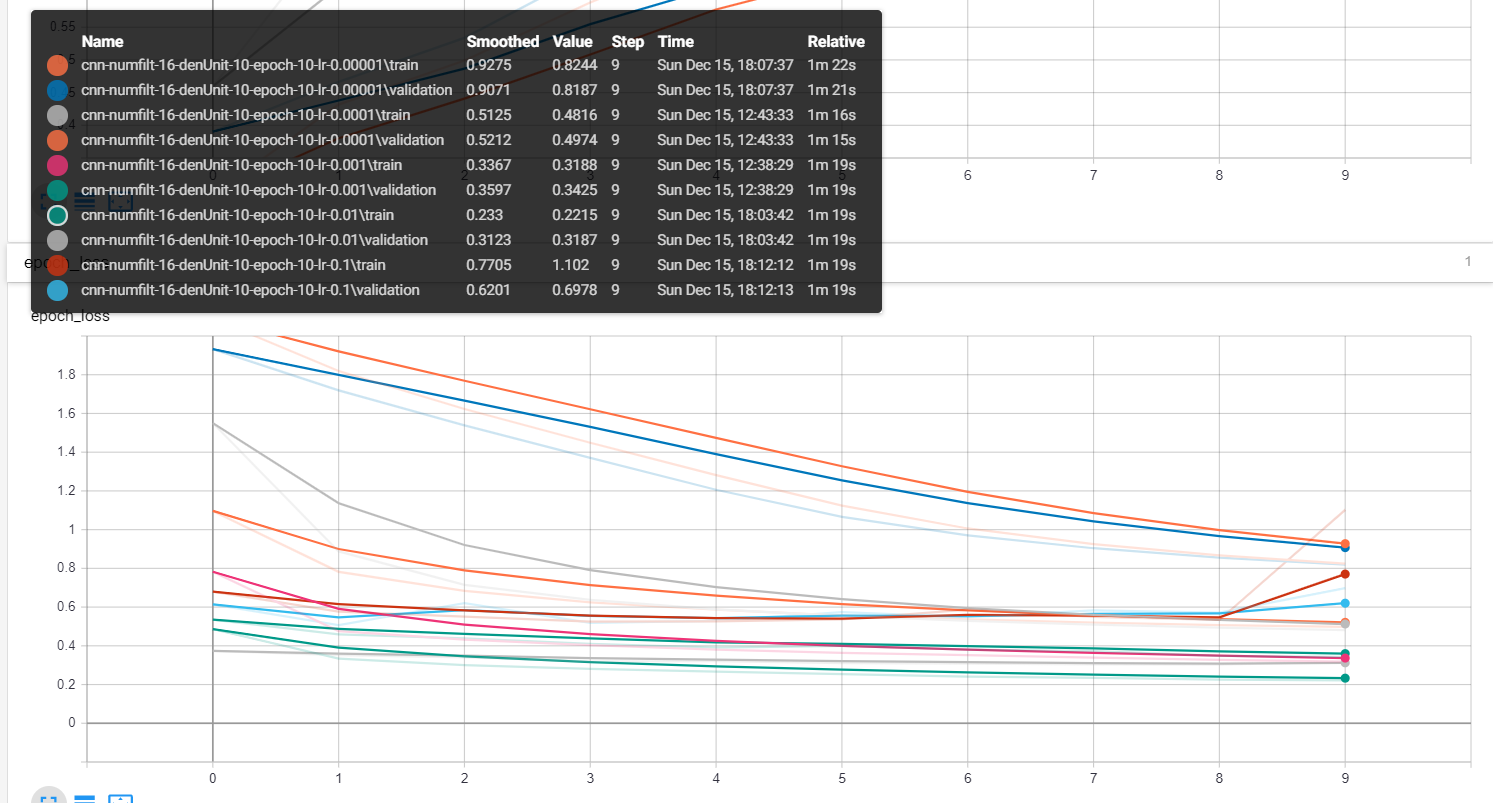 0.55
Name Smoothed Value Step Time Relative
cnn-numfilt-16-denUnit-10-epoch-10-lr-0.00001\train 0.9275 0.8244 9 Sun Dec 15, 18:07:37 1m 22s
cnn-numfilt-16-denUnit-10-epoch-10-lr-0.00001\validation 0.9071 0.8187 9 Sun Dec 15, 18:07:37 1m 21s
cnn-numfilt-16-denUnit-10-epoch-10-lr-0.0001\train 0.5125 0.4816 9 Sun Dec 15, 12:43:33 1m 16s
cnn-numfilt-16-denUnit-10-epoch-10-lr-0.0001\validation 0.5212 0.4974 9 Sun Dec 15, 12:43:33 1m 15s
cnn-numfilt-16-denUnit-10-epoch-10-lr-0.001\train 0.3367 0.3188 9 Sun Dec 15, 12:38:29 1m 19s
0 1 2 3 4 5 6 7 8 9
cnn-numfilt-16-denUnit-10-epoch-10-lr-0.001\validation 0.3597 0.3425 9 Sun Dec 15, 12:38:29 1m 19s
cnn-numfilt-16-denUnit-10-epoch-10-lr-0.01\train 0.233 0.2215 9 Sun Dec 15, 18:03:42 1m 19s
cnn-numfilt-16-denUnit-10-epoch-10-lr-0.01\validation 0.3123 0.3187 9 Sun Dec 15, 18:03:42 1m 19s
epoch_loss 1
cnn-numfilt-16-denUnit-10-epoch-10-lr-0.1\train 0.7705 1.102 9 Sun Dec 15, 18:12:12 1m 19s
cnn-numfilt-16-denUnit-10-epoch-10-lr-0.1\validation 0.6201 0.6978 9 Sun Dec 15, 18:12:13 1m 19s
epoch_loss
1.8
1.6
1.4
1.2
1
0.8
0.6
0.4
0.2
0
0 1 2 3 4 5 6 7 8 9